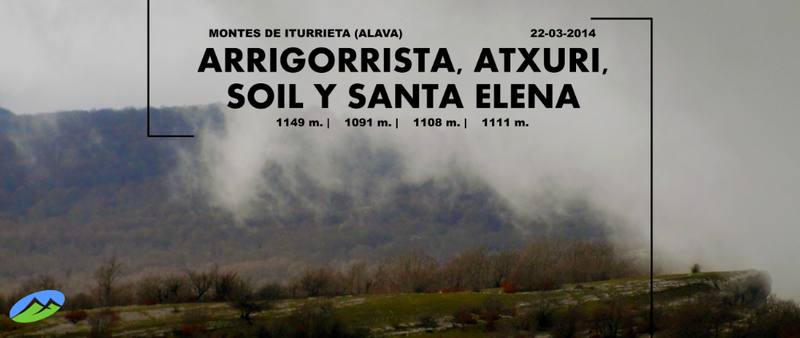 MONTES DE ITURRIETA (ALAVA) 22-03-2014
ARRIGORRISTA, ATXURI,
SOIL Y SANTA ELENA
1149 m. | 1091 m. | 1108 m. | 1111 m.